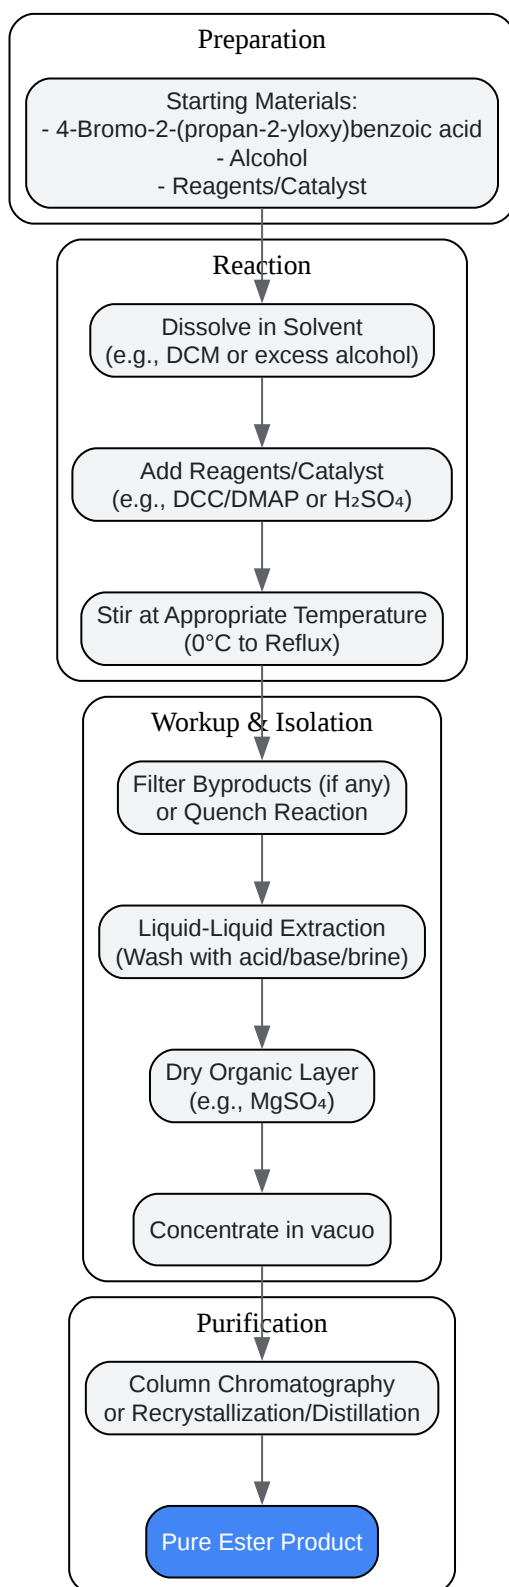 Preparation
Starting Materials:
- 4-Bromo-2-(propan-2-yloxy)benzoic acid
- Alcohol
- Reagents/Catalyst
Reaction
Dissolve in Solvent
(e.g., DCM or excess alcohol)
Add Reagents/Catalyst
(e.g., DCC/DMAP or H₂SO₄)
Stir at Appropriate Temperature
(0°C to Reflux)
Workup & Isolation
Filter Byproducts (if any)
or Quench Reaction
Liquid-Liquid Extraction
(Wash with acid/base/brine)
Dry Organic Layer
(e.g., MgSO₄)
Concentrate in vacuo
Purification
Column Chromatography
or Recrystallization/Distillation
Pure Ester Product